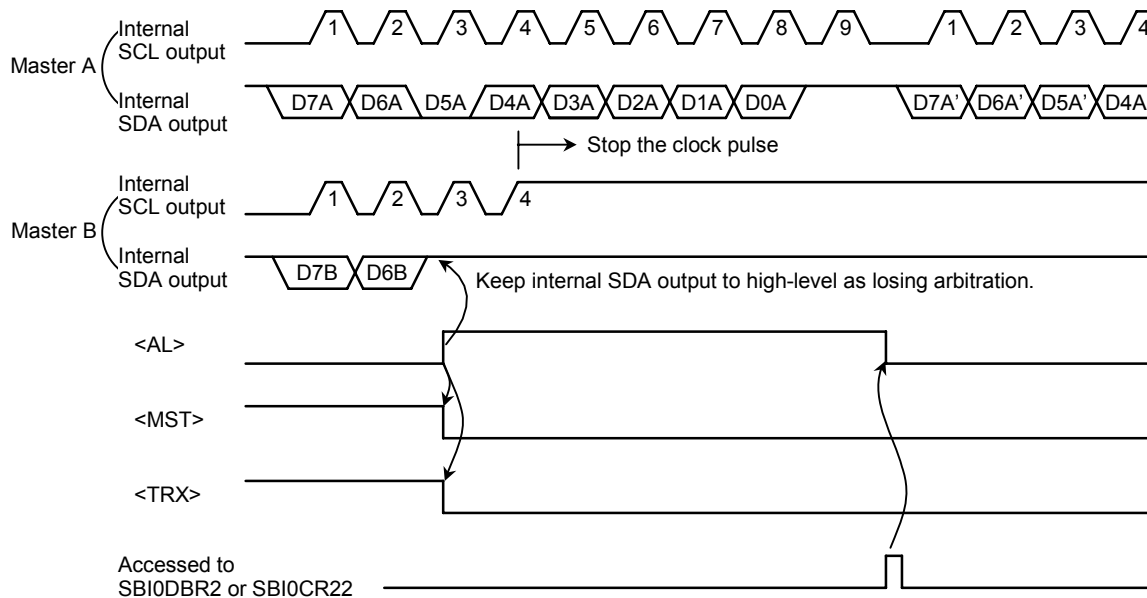 Internal
SCL output
1 2 3 4 5 6 7 8 9 1 2 3 4
Master A
Internal
SDA output
D7A D6A D5A D4A D3A D2A D1A D0A D7A' D6A' D5A' D4A
Stop the clock pulse
Internal
SCL output
1 2 3 4
Master B
Internal
SDA output
D7B D6B
Keep internal SDA output to high-level as losing arbitration.
<AL>
<MST>
<TRX>
Accessed to
SBI0DBR2 or SBI0CR22